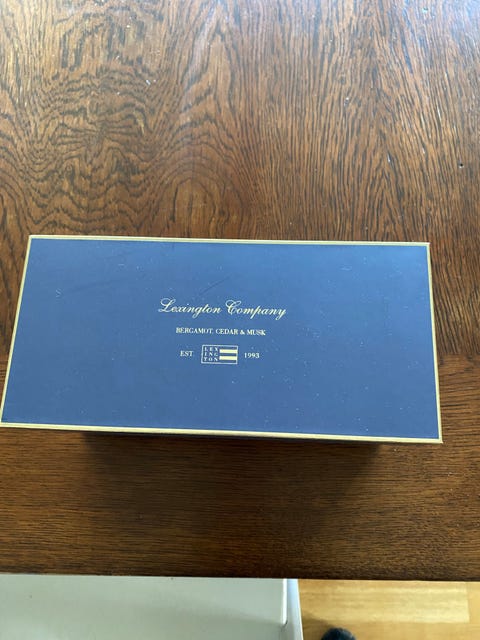 Lexington Company
BERGAMOT, CEDAR & MUSK
EST. LEX ING TON 1993